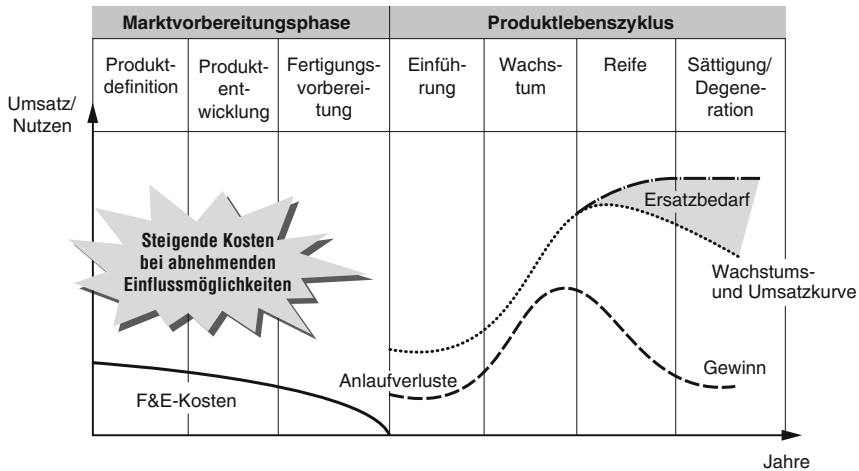 Marktvorbereitungsphase
Produktlebenszyklus
Produkt-
definition
Produkt-
ent-
wicklung
Fertigungs-
vorberei-
tung
Einfüh-
rung
Wachs-
tum
Reife
Sättigung/
Degene-
ration
Umsatz/
Nutzen
Steigende Kosten
bei abnehmenden
Einflussmöglichkeiten
Ersatzbedarf
Wachstums-
und Umsatzkurve
Anlaufverluste
Gewinn
F&E-Kosten
Jahre